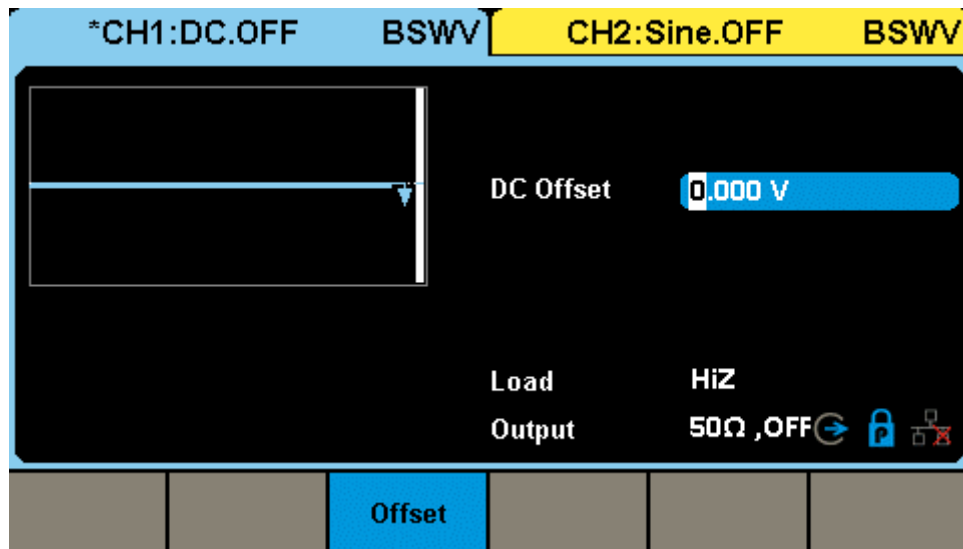 *CH1:DC.OFF BSWV CH2:Sine.OFF BSWV
DC Offset 0.000 V
Load HiZ
Output 50Ω ,OFF
P
Offset